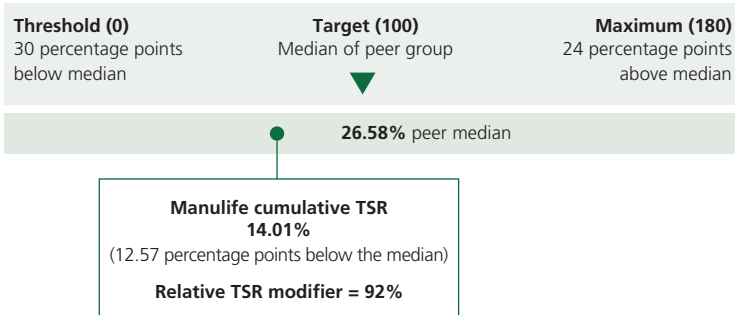 Threshold (0)
30 percentage points
below median
Target (100)
Median of peer group
Maximum (180)
24 percentage points
above median
26.58% peer median
Manulife cumulative TSR
14.01%
(12.57 percentage points below the median)
Relative TSR modifier = 92%